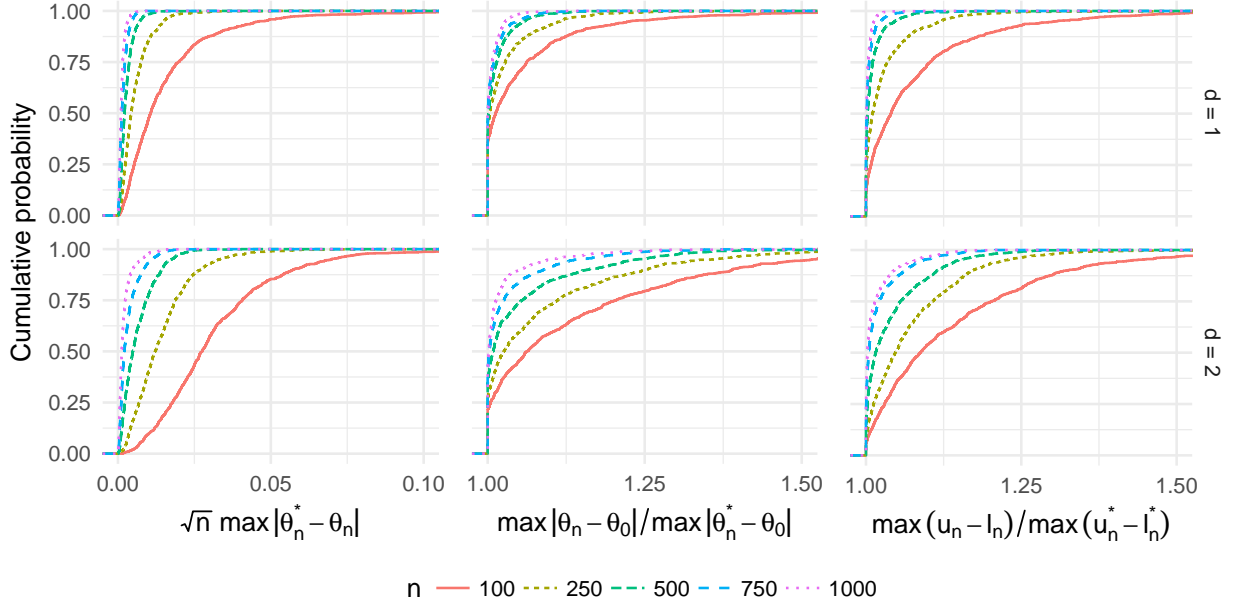 Cumulative probability
1.00
0.75
0.50
0.25
0.00
d = 1
1.00
0.75
0.50
0.25
0.00
d = 2
0.00 0.05 0.10
1.00 1.25 1.50
1.00 1.25 1.50
√n max|θ*ₙ − θₙ|
max|θₙ − θ₀|/max|θ*ₙ − θ₀|
max(uₙ − lₙ)/max(u*ₙ − l*ₙ)
n 100 250 500 750 1000